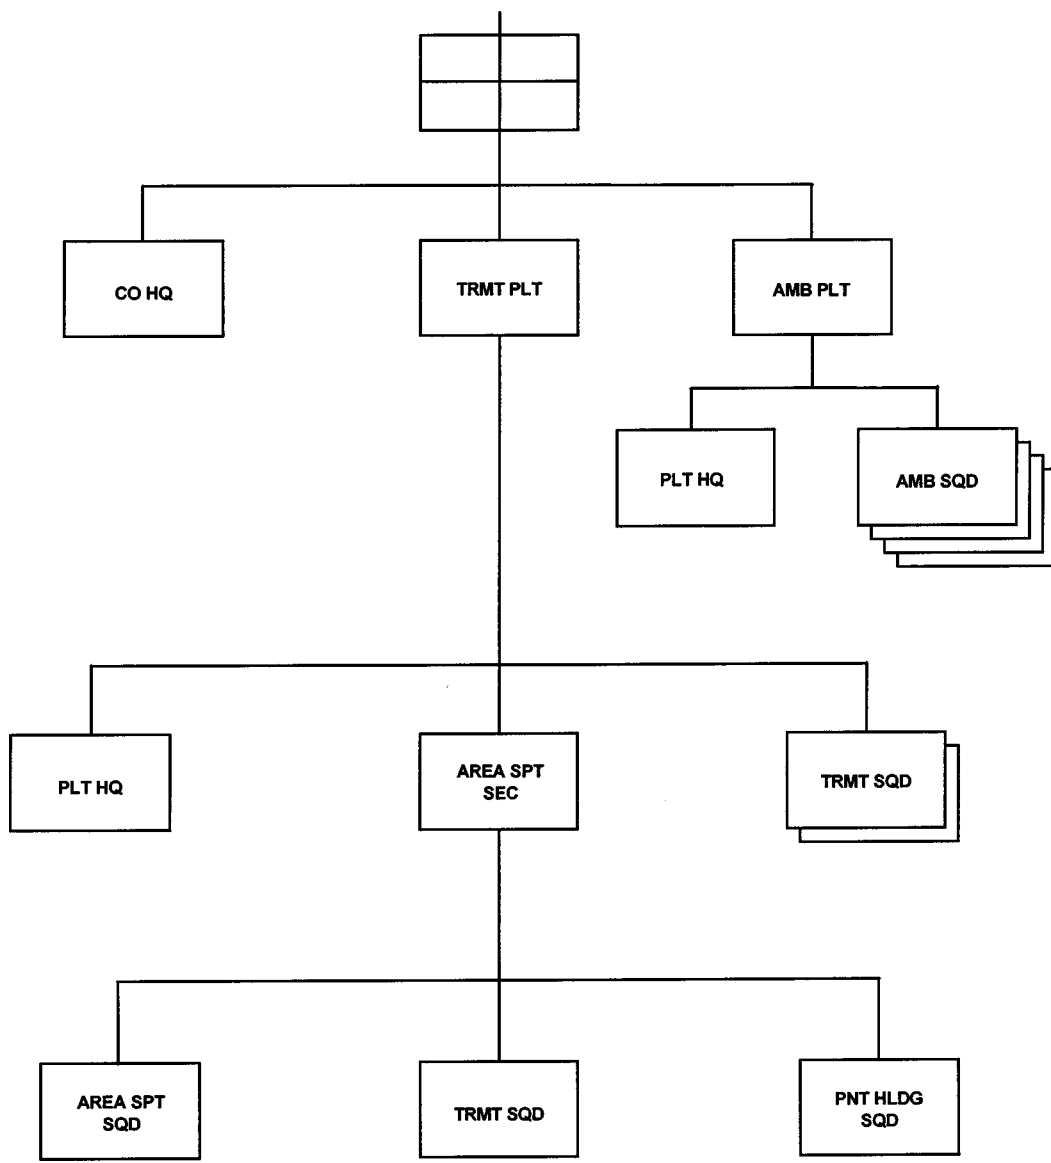 CO HQ
TRMT PLT
AMB PLT
PLT HQ
AMB SQD
PLT HQ
AREA SPT
SEC
TRMT SQD
AREA SPT
SQD
TRMT SQD
PNT HLDG
SQD